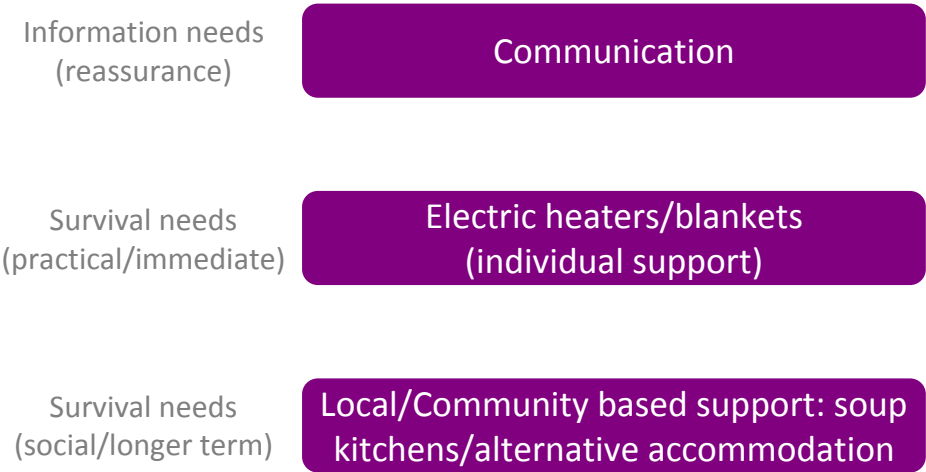 Information needs
(reassurance)
Communication
Survival needs
(practical/immediate)
Electric heaters/blankets
(individual support)
Survival needs
(social/longer term)
Local/Community based support: soup
kitchens/alternative accommodation